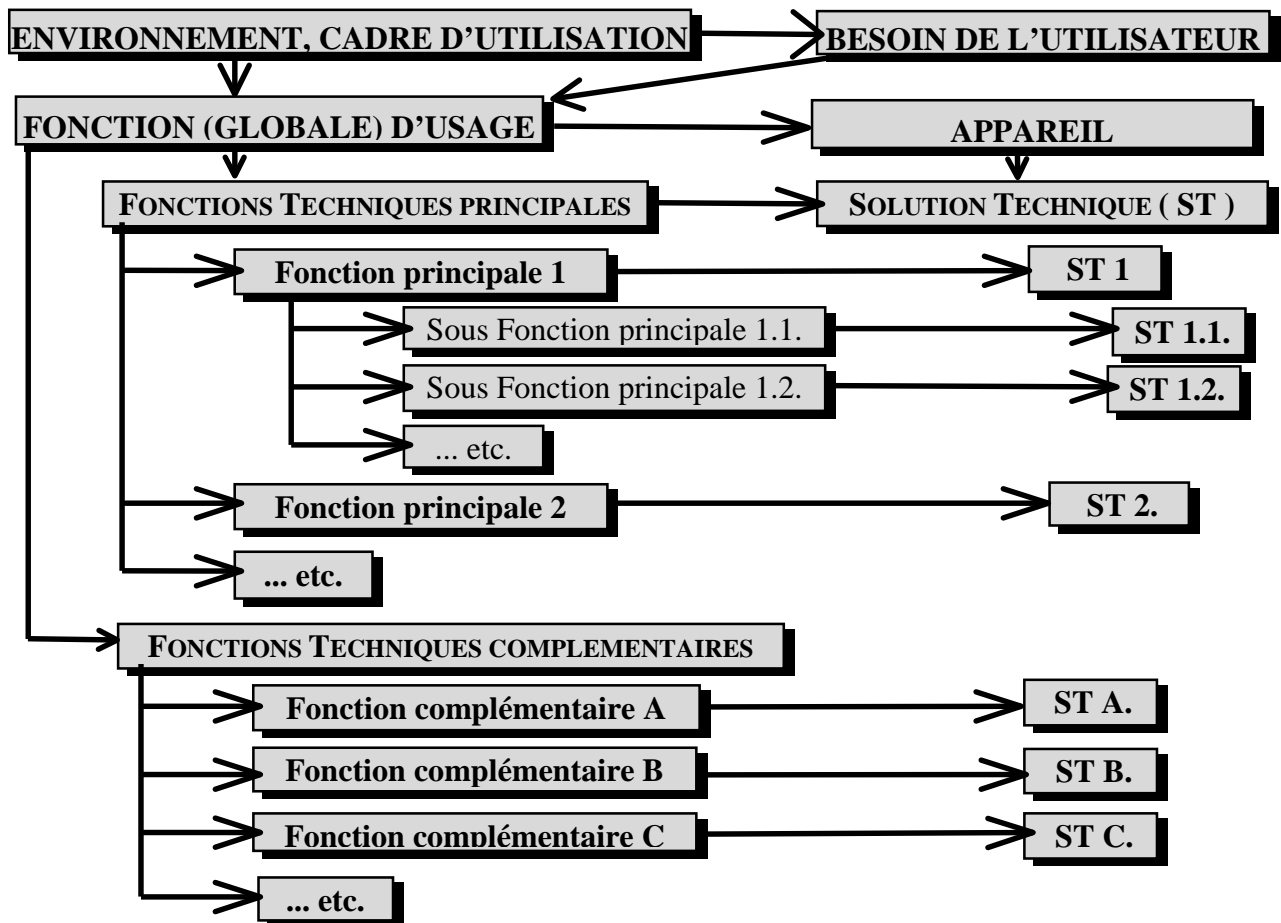 ENVIRONNEMENT, CADRE D'UTILISATION
BESOIN DE L'UTILISATEUR
FONCTION (GLOBALE) D'USAGE
APPAREIL
FONCTIONS TECHNIQUES PRINCIPALES
SOLUTION TECHNIQUE ( ST )
Fonction principale 1
ST 1
Sous Fonction principale 1.1.
ST 1.1.
Sous Fonction principale 1.2.
ST 1.2.
... etc.
Fonction principale 2
ST 2.
... etc.
FONCTIONS TECHNIQUES COMPLEMENTAIRES
Fonction complémentaire A
ST A.
Fonction complémentaire B
ST B.
Fonction complémentaire C
ST C.
... etc.